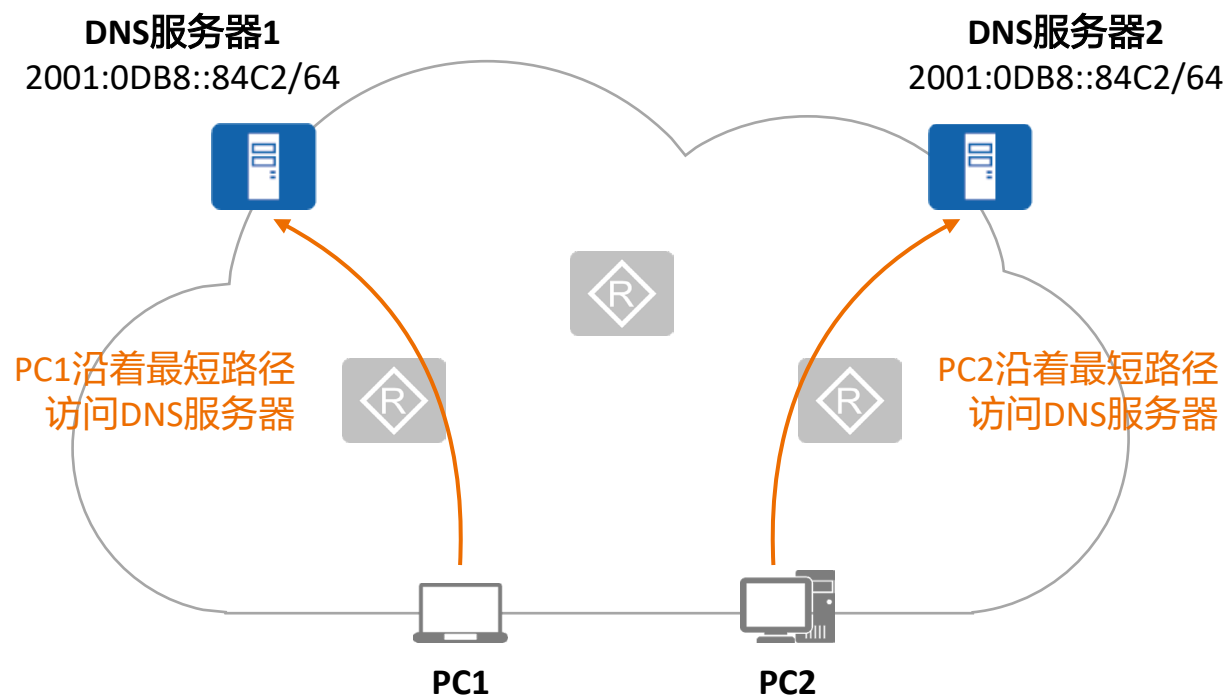 DNS服务器1
2001:0DB8::84C2/64
DNS服务器2
2001:0DB8::84C2/64
R
PC1沿着最短路径
访问DNS服务器
R
R
PC2沿着最短路径
访问DNS服务器
PC1
PC2